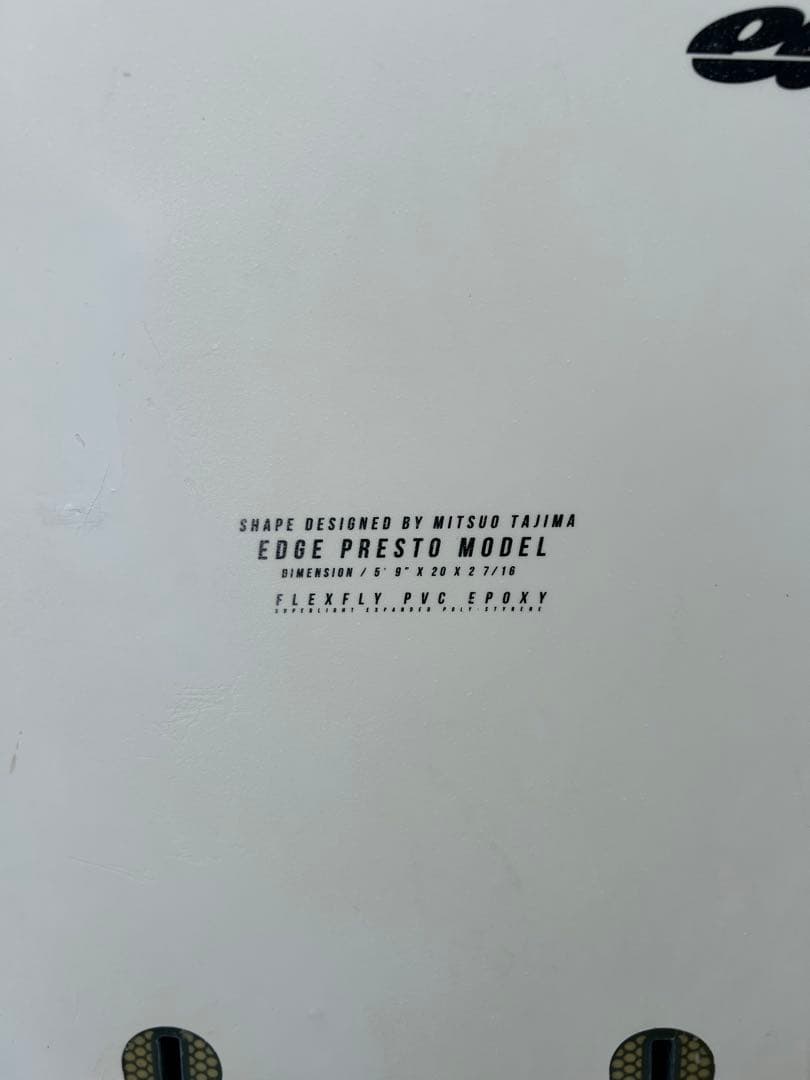 SHAPE DESIGNED BY MITSUO TAJIMA
EDGE PRESTO MODEL
DIMENSION / 5' 9" X 20 X 2 7/16
FLEXFLY PVC EPOXY
SUPERLIGHT EXPANDED POLY-STYRENE